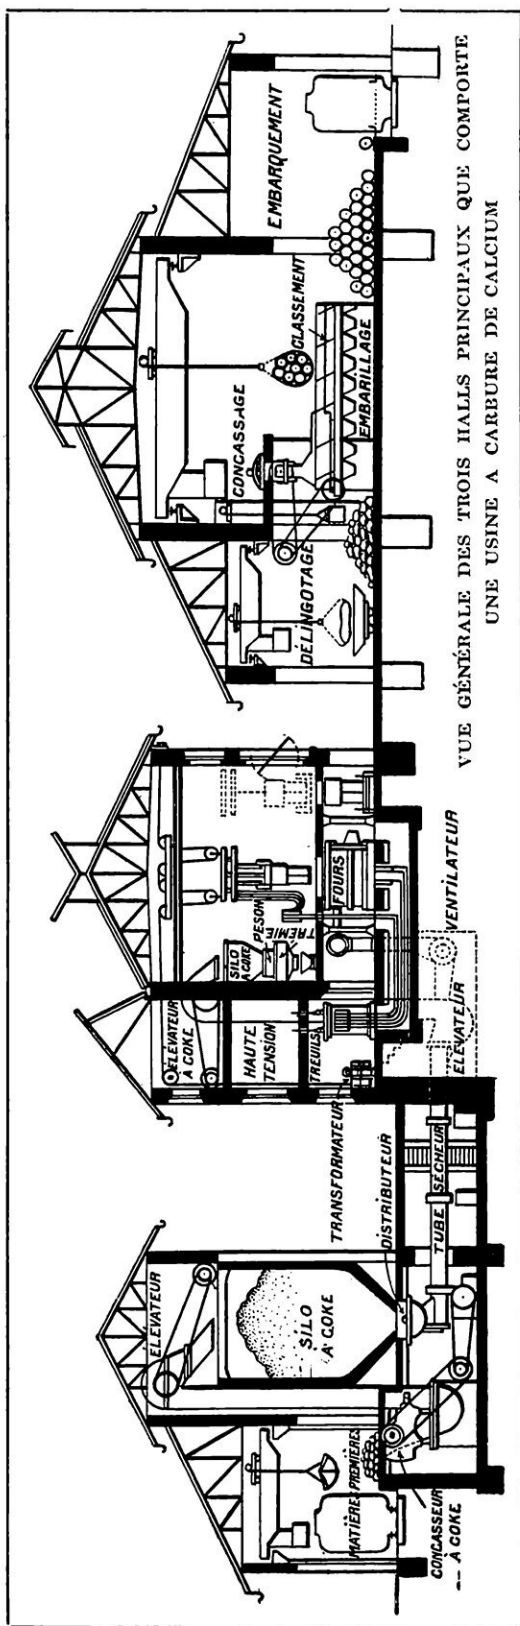 MATIÈRES PREMIÈRES
CONCASSEUR
À COKE
ÉLÉVATEUR
SILO
À COKE
DISTRIBUTEUR
TUBE SÉCHEUR
TRANSFORMATEUR
ÉLÉVATEUR
À COKE
HAUTE
TENSION
TREUILS
ÉLÉVATEUR
VENTILATEUR
SILO
À COKE
PESON
TRÉMIE
FOURS
DÉLINGOTAGE
CONCASSAGE
CLASSEMENT
EMBARILLAGE
EMBARQUEMENT
VUE GÉNÉRALE DES TROIS HALLS PRINCIPAUX QUE COMPORTE
UNE USINE A CARBURE DE CALCIUM